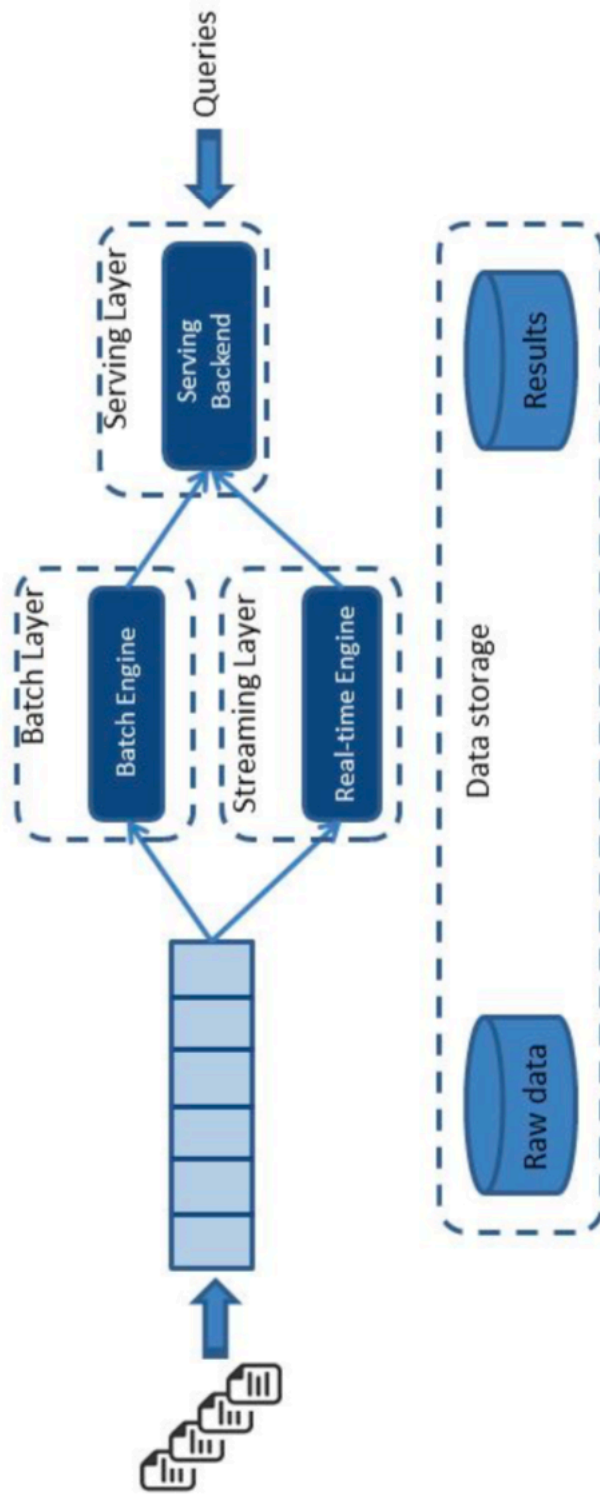 Batch Layer
Batch Engine
Streaming Layer
Real-time Engine
Serving Layer
Serving
Backend
Queries
Data storage
Raw data
Results